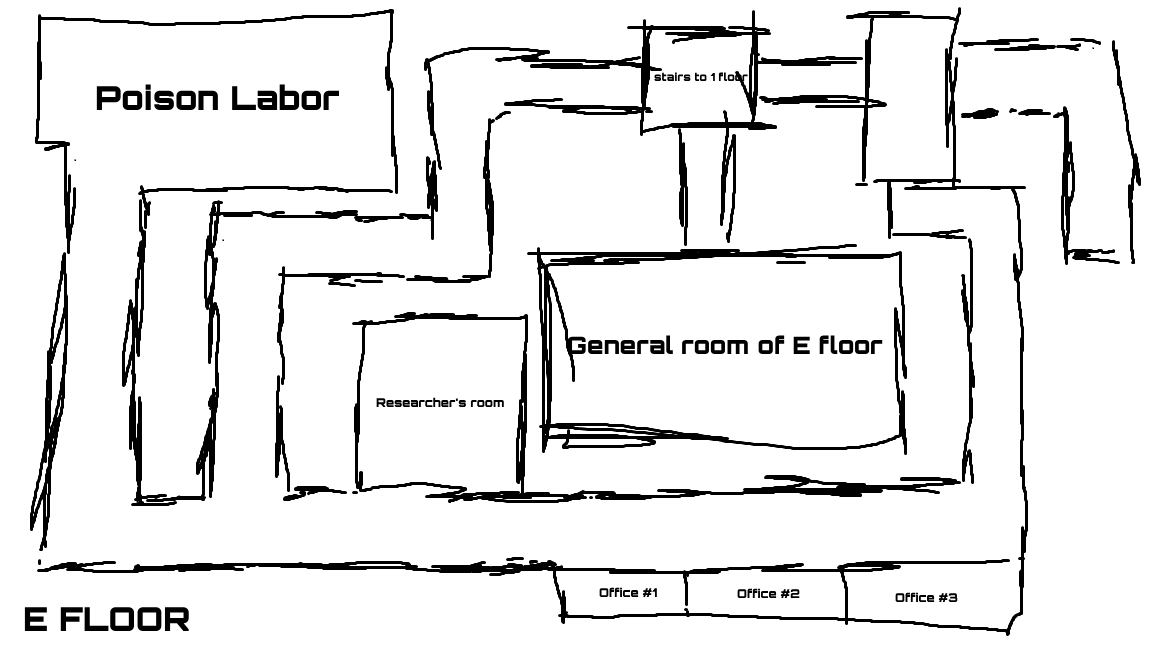 Poison Labor
stairs to 1 floor
General room of E floor
Researcher's room
Office #1
Office #2
Office #3
E FLOOR